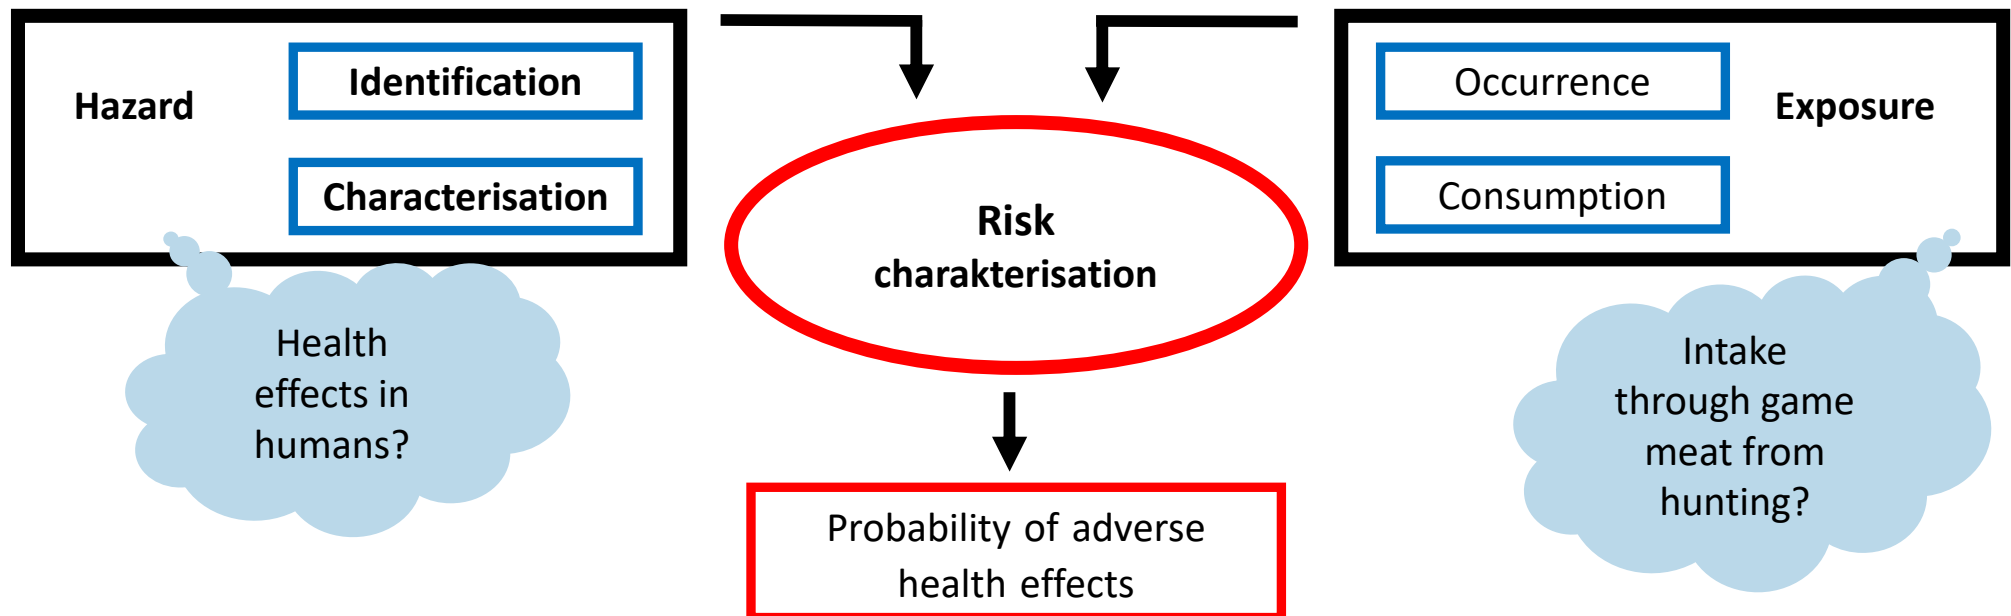 Hazard
Identification
Characterisation
Health
effects in
humans?
Risk
charakterisation
Probability of adverse
health effects
Occurrence
Consumption
Exposure
Intake
through game
meat from
hunting?